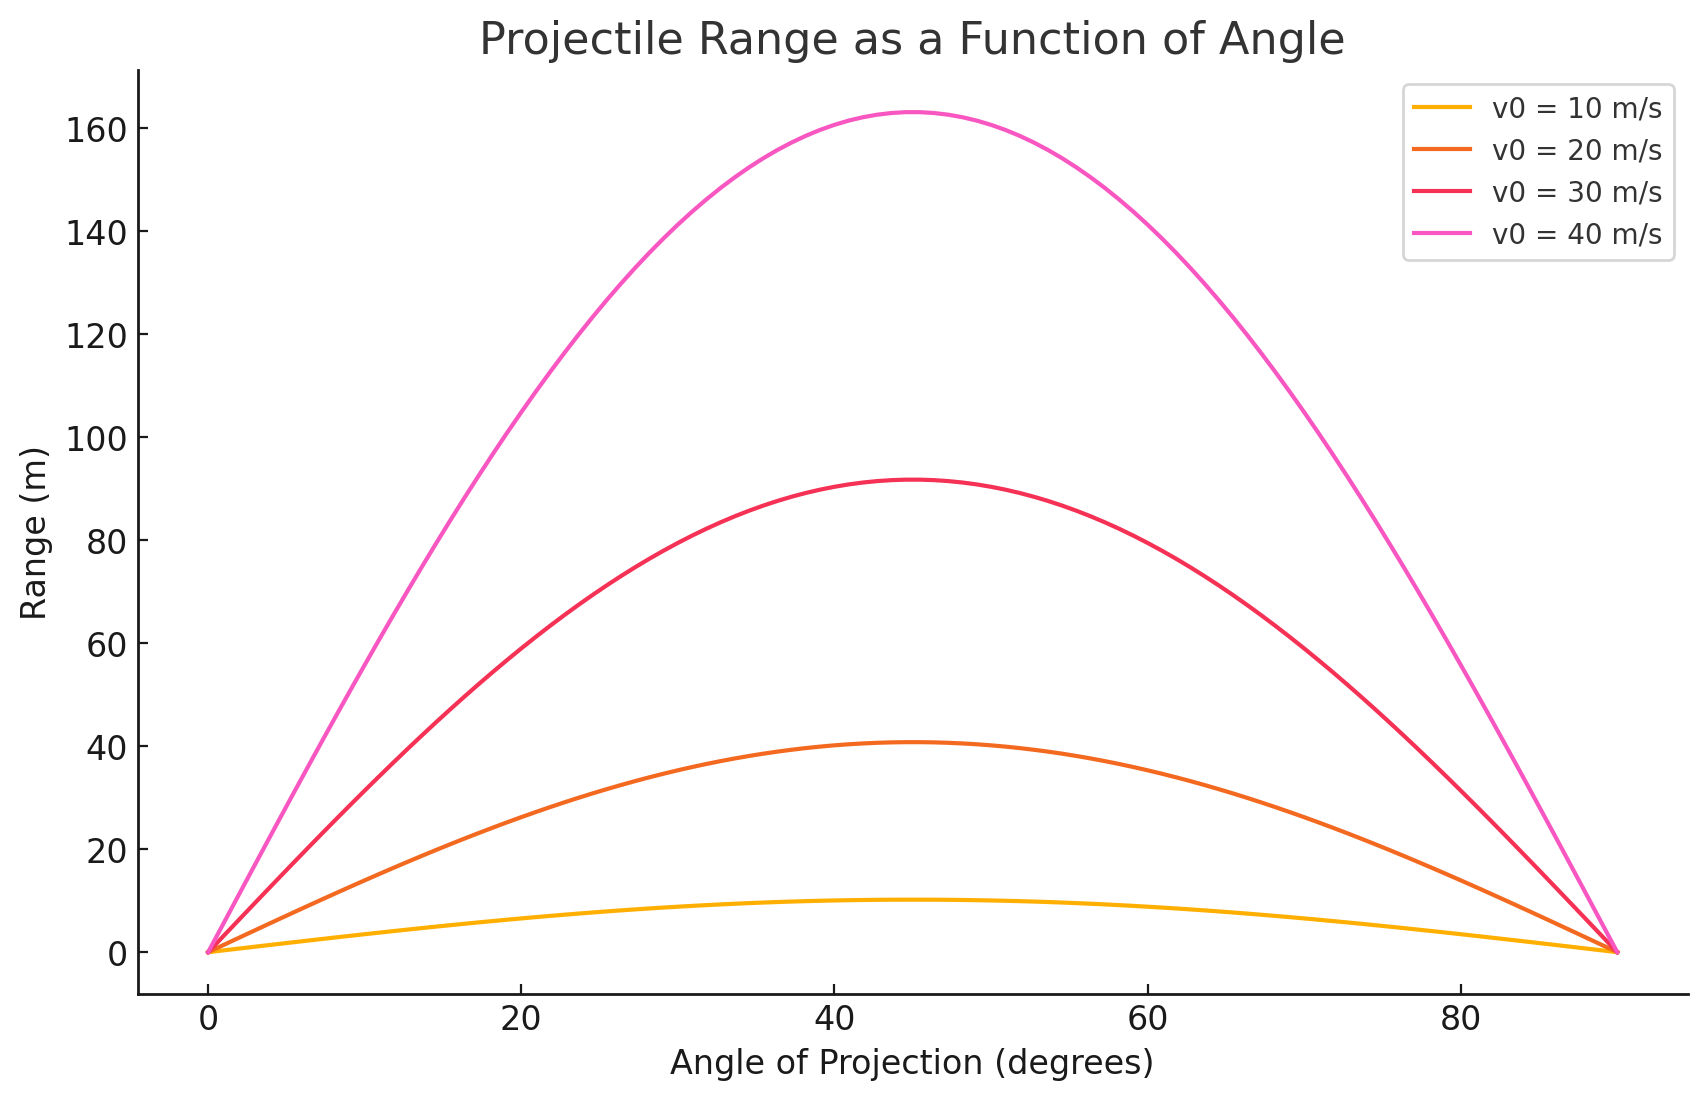 Projectile Range as a Function of Angle
v0 = 10 m/s
v0 = 20 m/s
v0 = 30 m/s
v0 = 40 m/s
160
140
120
100
80
60
40
20
0
Range (m)
0 20 40 60 80
Angle of Projection (degrees)